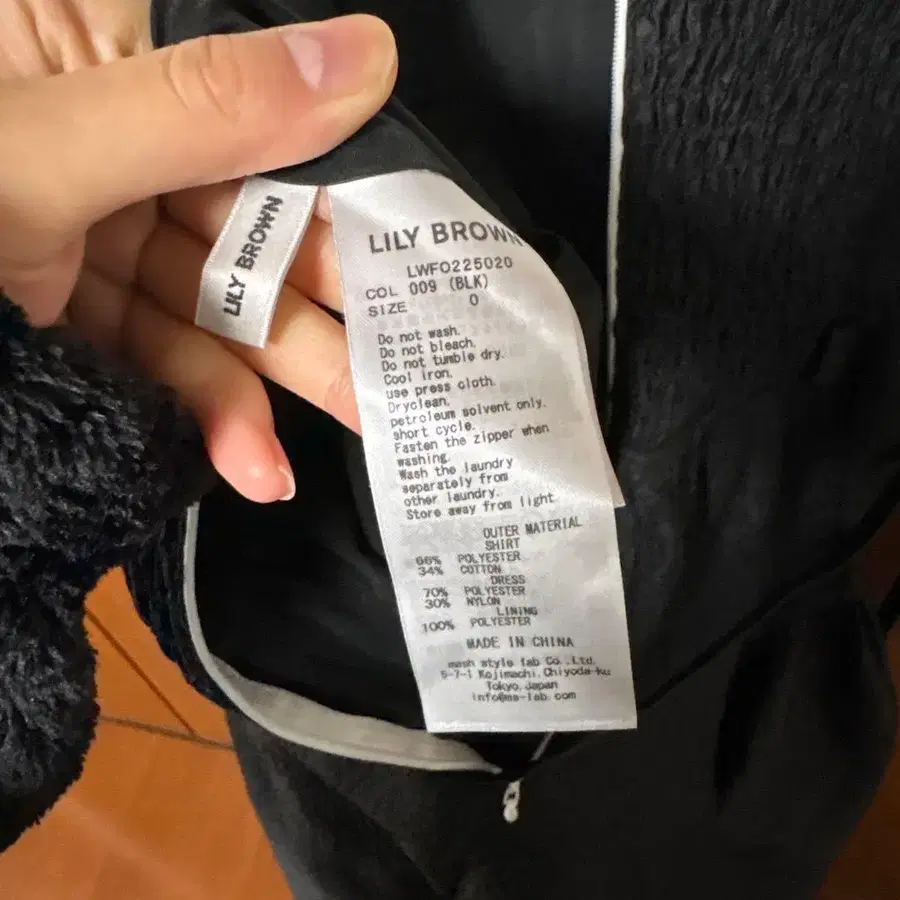 LILY BROWN
LILY BROWN
LWFO225020
COL 009 (BLK)
SIZE 0
Do not wash.
Do not bleach.
Do not tumble dry.
Cool iron.
use press cloth.
Dryclean.
petroleum solvent only.
short cycle.
Fasten the zipper when
washing.
Wash the laundry
separately from
other laundry.
Store away from light
OUTER MATERIAL
SHIRT
66% POLYESTER
34% COTTON
DRESS
70% POLYESTER
30% NYLON
LINING
100% POLYESTER
MADE IN CHINA
mash style lab Co.,Ltd.
5-7-1 Kojimachi,Chiyoda-ku
Tokyo,Japan
info@ms-lab.com